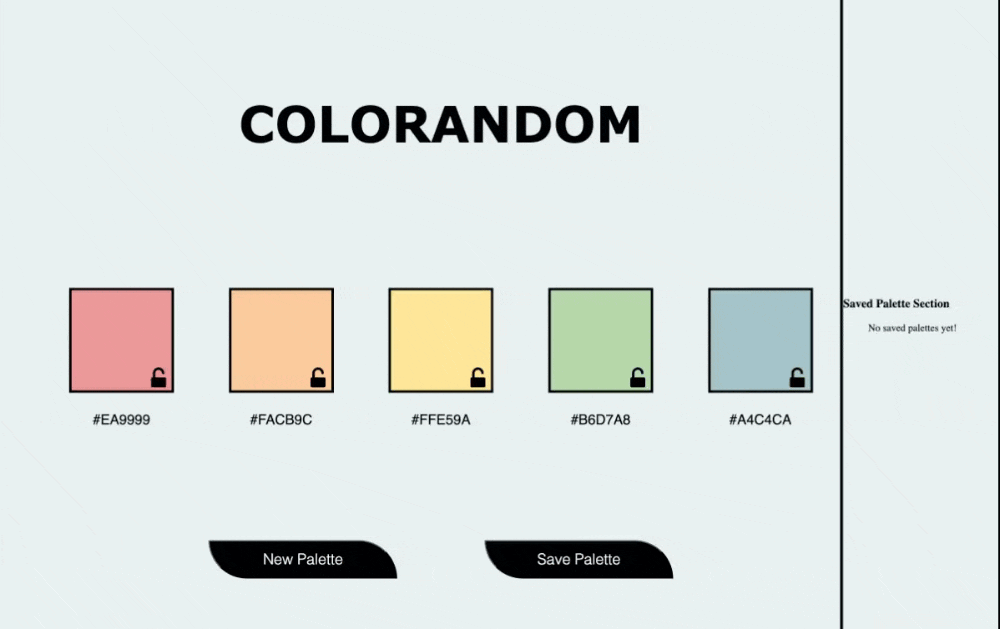 COLORANDOM
#EA9999
#FACB9C
#FFE59A
#B6D7A8
#A4C4CA
Saved Palette Section
No saved palettes yet!
New Palette
Save Palette